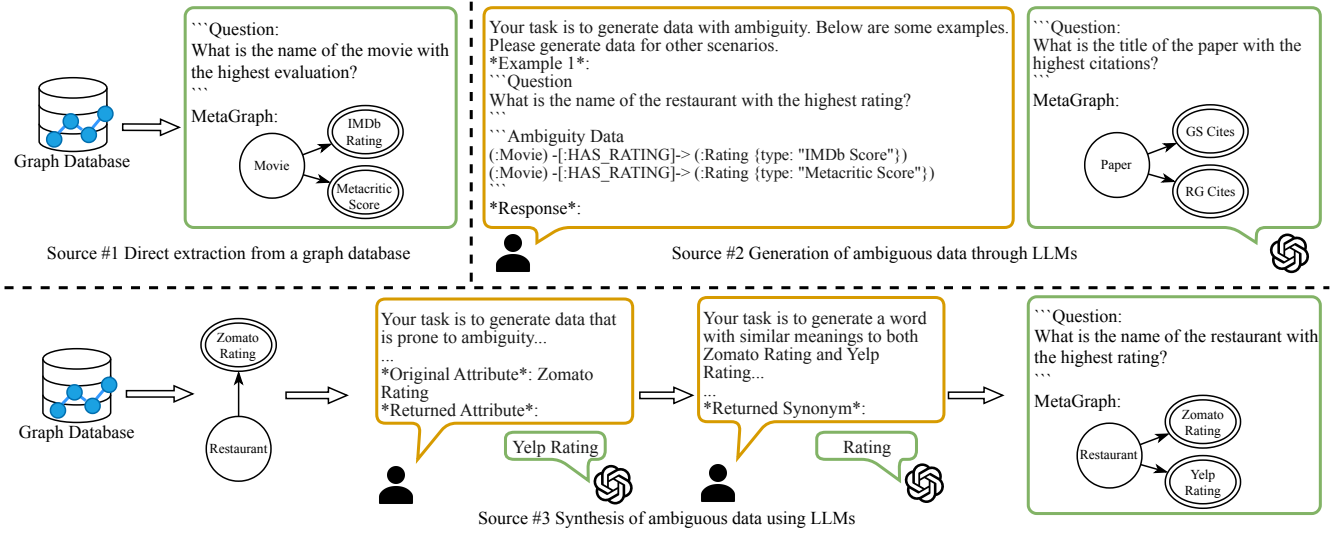 Graph Database
```Question:
What is the name of the movie with
the highest evaluation?
```
MetaGraph:
Movie
IMDb
Rating
Metacritic
Score
Source #1 Direct extraction from a graph database
Your task is to generate data with ambiguity. Below are some examples.
Please generate data for other scenarios.
*Example 1*:
```Question
What is the name of the restaurant with the highest rating?
```
```Ambiguity Data
(:Movie) -[:HAS_RATING]-> (:Rating {type: "IMDb Score"})
(:Movie) -[:HAS_RATING]-> (:Rating {type: "Metacritic Score"})
```
*Response*:
```Question:
What is the title of the paper with the
highest citations?
```
MetaGraph:
Paper
GS Cites
RG Cites
Source #2 Generation of ambiguous data through LLMs
Graph Database
Zomato
Rating
Restaurant
Your task is to generate data that
is prone to ambiguity...
...
*Original Attribute*: Zomato
Rating
*Returned Attribute*:
Yelp Rating
Your task is to generate a word
with similar meanings to both
Zomato Rating and Yelp
Rating...
...
*Returned Synonym*:
Rating
```Question:
What is the name of the restaurant with
the highest rating?
```
MetaGraph:
Restaurant
Zomato
Rating
Yelp
Rating
Source #3 Synthesis of ambiguous data using LLMs